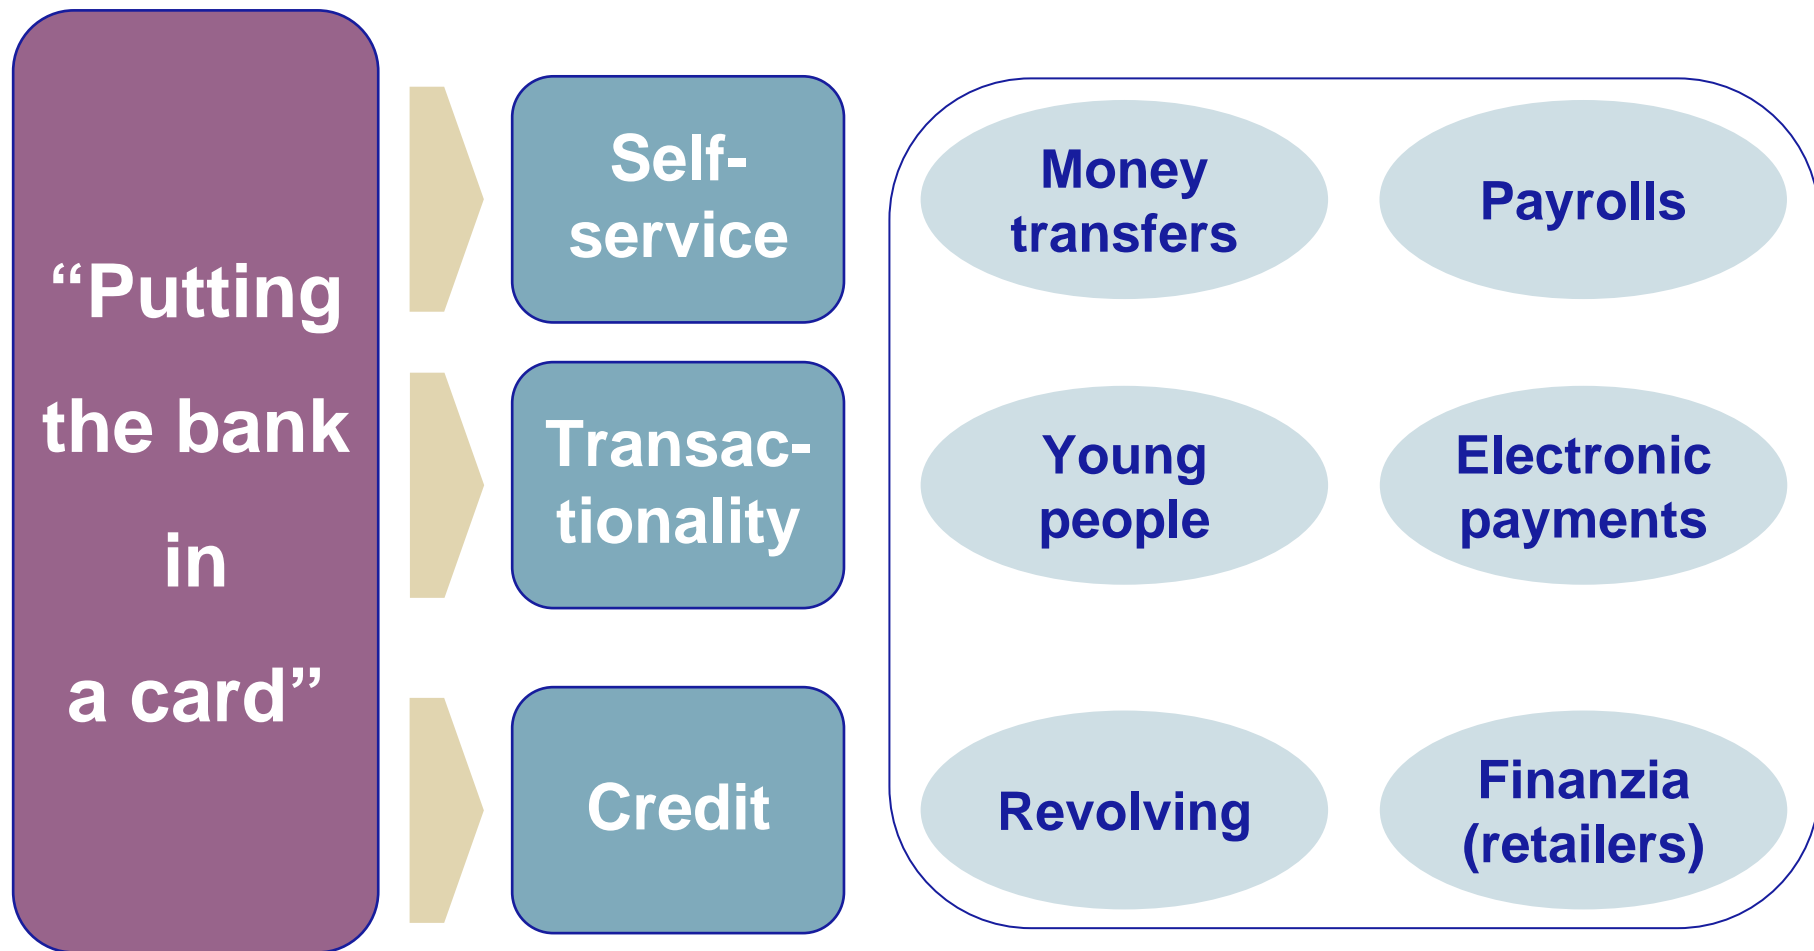 “Putting
the bank
in
a card”
Self-
service
Money
transfers
Payrolls
Transac-
tionality
Young
people
Electronic
payments
Credit
Revolving
Finanzia
(retailers)